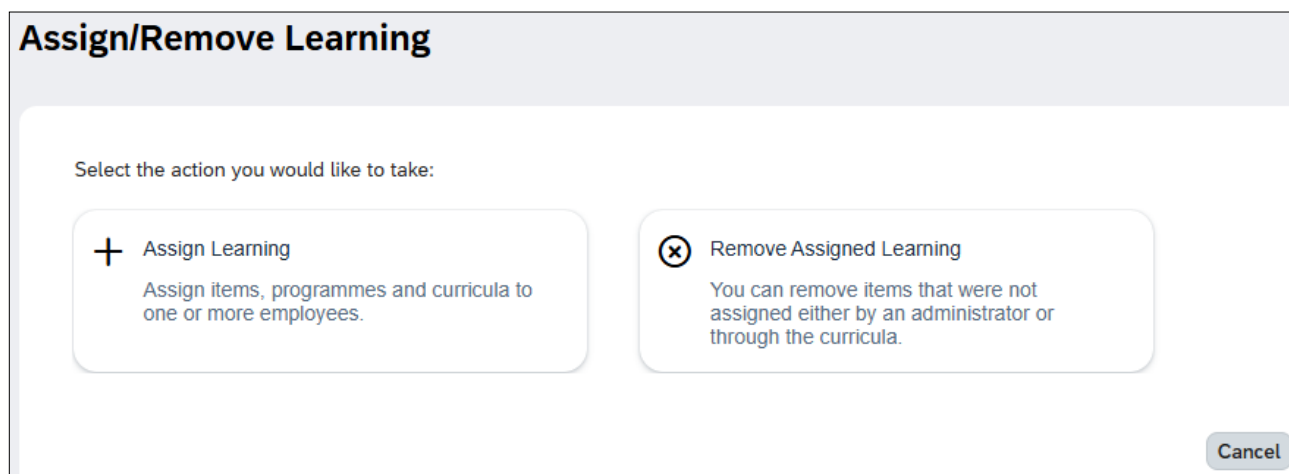 Assign/Remove Learning
Select the action you would like to take:
Assign Learning
Assign items, programmes and curricula to
one or more employees.
Remove Assigned Learning
You can remove items that were not
assigned either by an administrator or
through the curricula.
Cancel